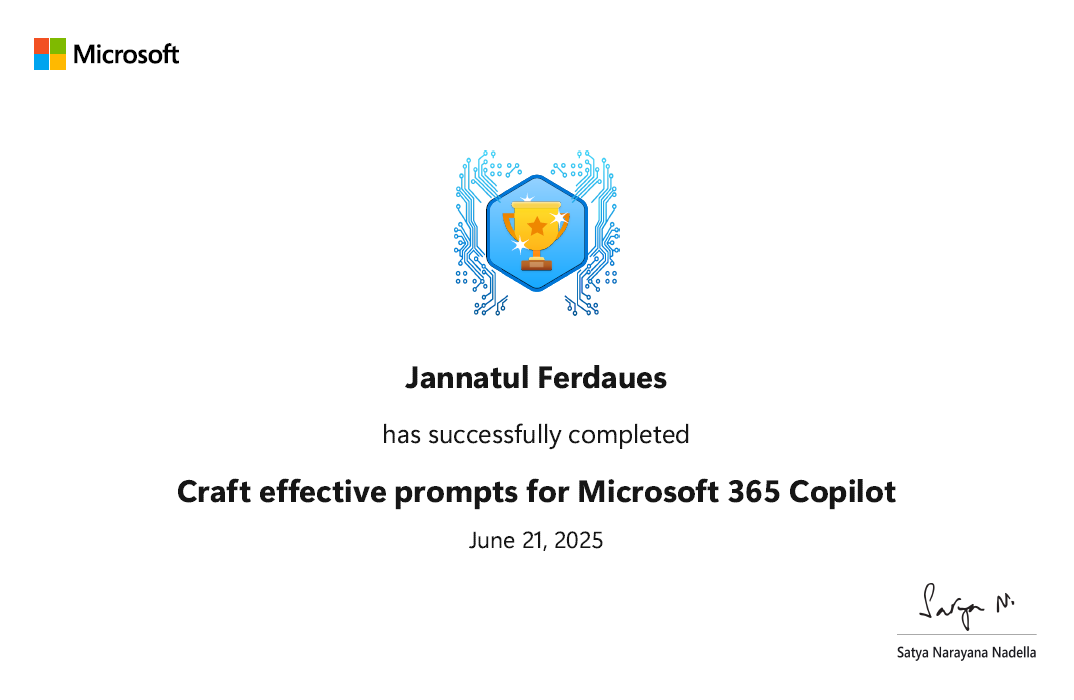 Microsoft
Jannatul Ferdaues
has successfully completed
Craft effective prompts for Microsoft 365 Copilot
June 21, 2025
Satya N.
Satya Narayana Nadella